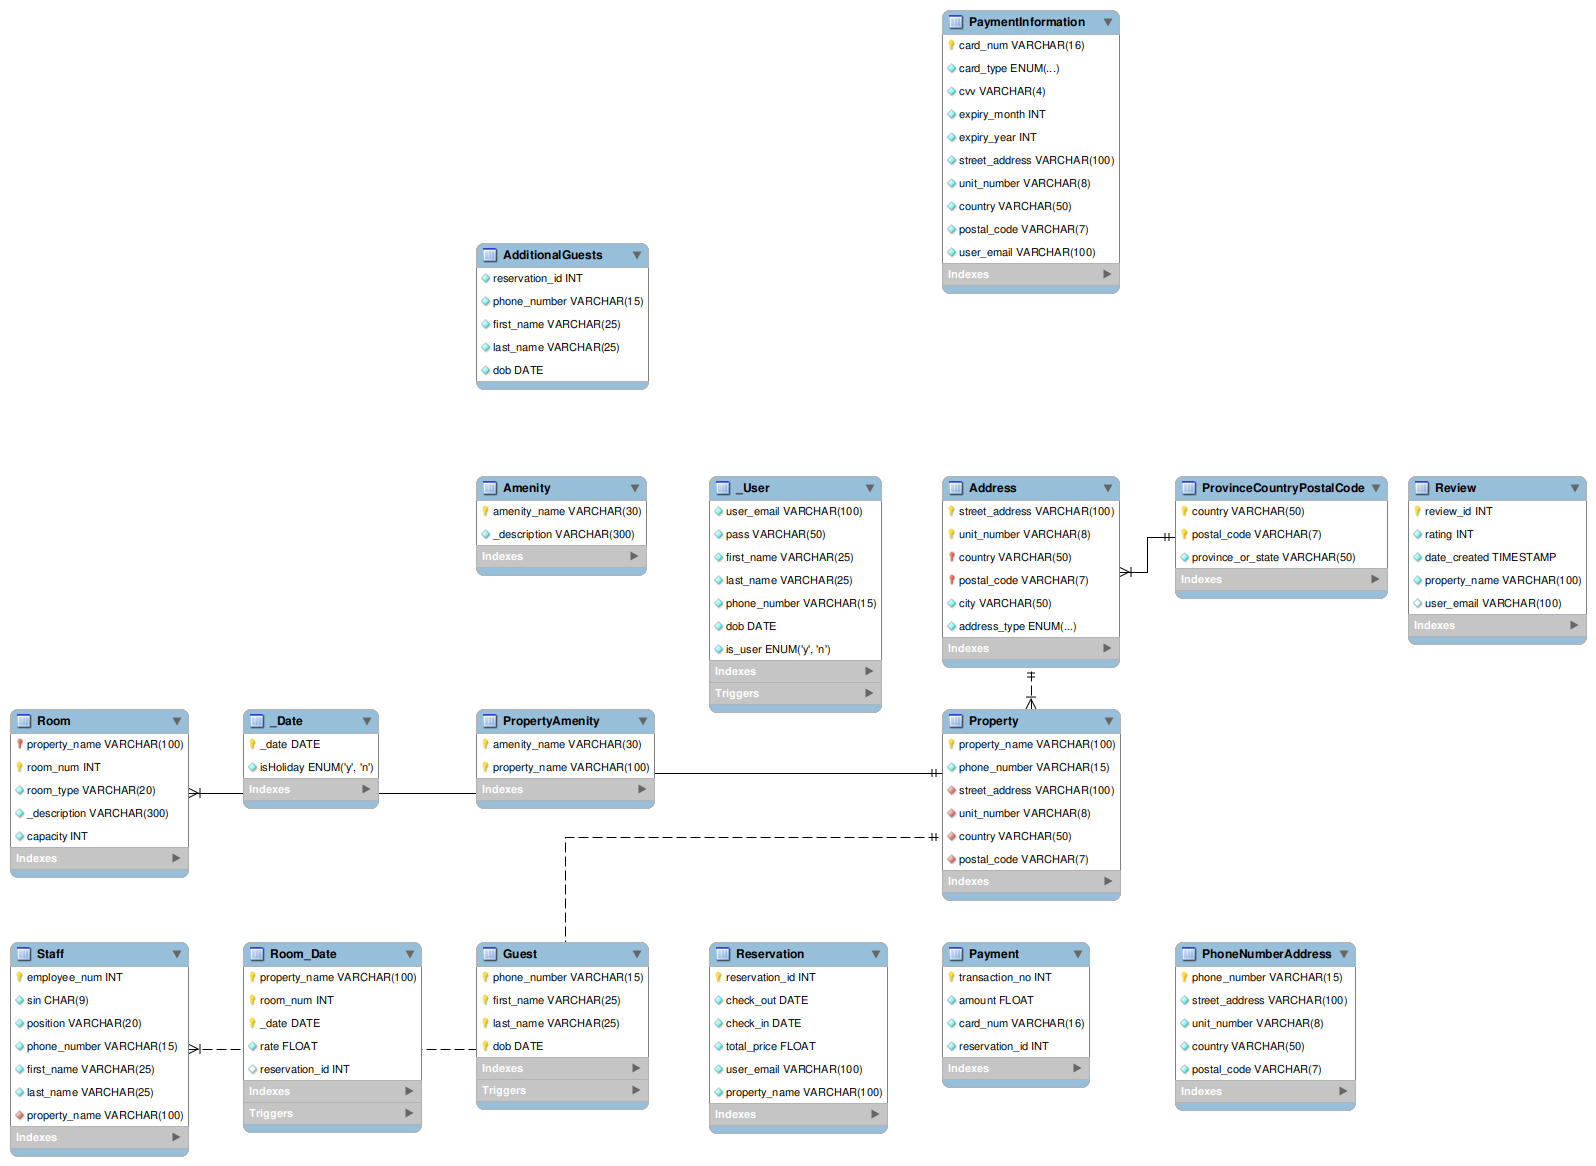 PaymentInformation
card_num VARCHAR(16)
card_type ENUM(...)
cvv VARCHAR(4)
expiry_month INT
expiry_year INT
street_address VARCHAR(100)
unit_number VARCHAR(8)
country VARCHAR(50)
postal_code VARCHAR(7)
user_email VARCHAR(100)
Indexes
AdditionalGuests
reservation_id INT
phone_number VARCHAR(15)
first_name VARCHAR(25)
last_name VARCHAR(25)
dob DATE
Amenity
amenity_name VARCHAR(30)
_description VARCHAR(300)
Indexes
_User
user_email VARCHAR(100)
pass VARCHAR(50)
first_name VARCHAR(25)
last_name VARCHAR(25)
phone_number VARCHAR(15)
dob DATE
is_user ENUM('y', 'n')
Indexes
Triggers
Address
street_address VARCHAR(100)
unit_number VARCHAR(8)
country VARCHAR(50)
postal_code VARCHAR(7)
city VARCHAR(50)
address_type ENUM(...)
Indexes
ProvinceCountryPostalCode
country VARCHAR(50)
postal_code VARCHAR(7)
province_or_state VARCHAR(50)
Indexes
Review
review_id INT
rating INT
date_created TIMESTAMP
property_name VARCHAR(100)
user_email VARCHAR(100)
Indexes
Room
property_name VARCHAR(100)
room_num INT
room_type VARCHAR(20)
_description VARCHAR(300)
capacity INT
Indexes
_Date
_date DATE
isHoliday ENUM('y', 'n')
Indexes
PropertyAmenity
amenity_name VARCHAR(30)
property_name VARCHAR(100)
Indexes
Property
property_name VARCHAR(100)
phone_number VARCHAR(15)
street_address VARCHAR(100)
unit_number VARCHAR(8)
country VARCHAR(50)
postal_code VARCHAR(7)
Indexes
Staff
employee_num INT
sin CHAR(9)
position VARCHAR(20)
phone_number VARCHAR(15)
first_name VARCHAR(25)
last_name VARCHAR(25)
property_name VARCHAR(100)
Indexes
Room_Date
property_name VARCHAR(100)
room_num INT
_date DATE
rate FLOAT
reservation_id INT
Indexes
Triggers
Guest
phone_number VARCHAR(15)
first_name VARCHAR(25)
last_name VARCHAR(25)
dob DATE
Indexes
Triggers
Reservation
reservation_id INT
check_out DATE
check_in DATE
total_price FLOAT
user_email VARCHAR(100)
property_name VARCHAR(100)
Indexes
Payment
transaction_no INT
amount FLOAT
card_num VARCHAR(16)
reservation_id INT
Indexes
PhoneNumberAddress
phone_number VARCHAR(15)
street_address VARCHAR(100)
unit_number VARCHAR(8)
country VARCHAR(50)
postal_code VARCHAR(7)
Indexes